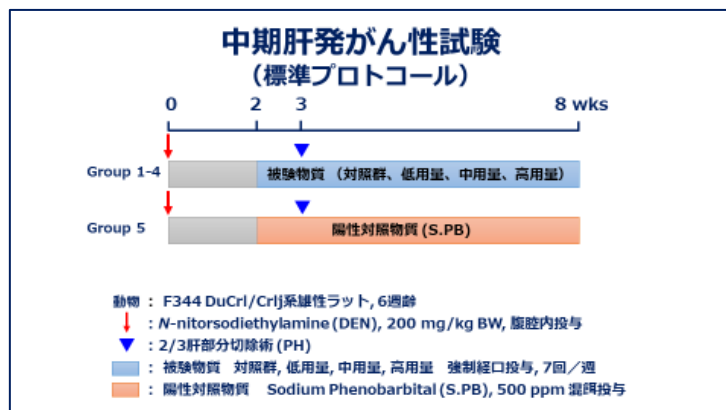 中期肝発がん性試験
(標準プロトコール)
0 2 3 8 wks
Group 1-4 被験物質 (対照群、低用量、中用量、高用量)
Group 5 陽性対照物質 (S.PB)
動物 : F344 DuCrl/Crlj系雄性ラット, 6週齢
: N-nitorsodiethylamine (DEN), 200 mg/kg BW, 腹腔内投与
: 2/3肝部分切除術 (PH)
被験物質 対照群, 低用量, 中用量, 高用量 強制経口投与, 7回/週
陽性対照物質 Sodium Phenobarbital (S.PB), 500 ppm 混餌投与